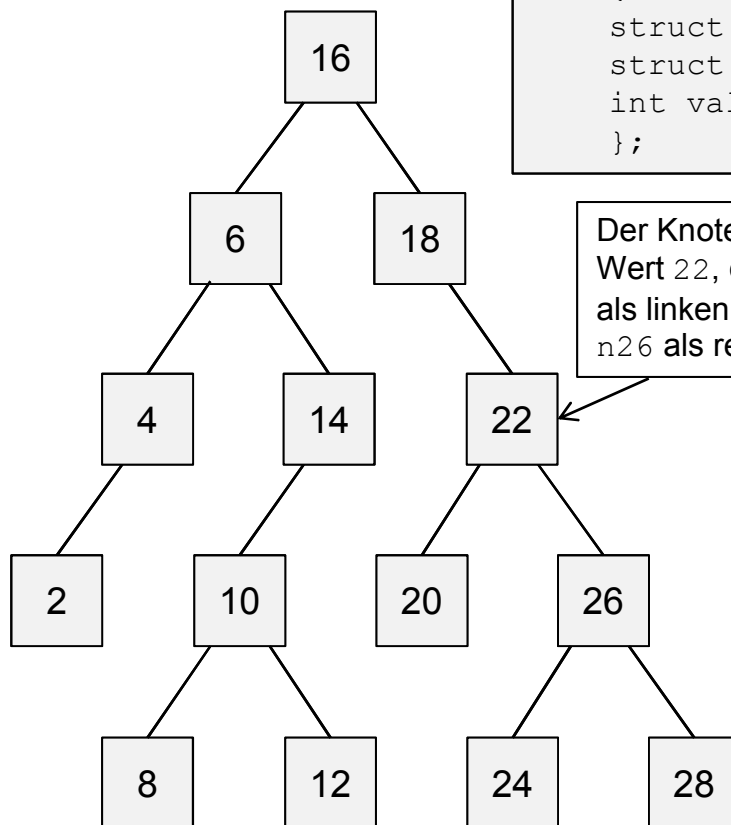 struct
struct
int val
};
16
6
18
Der Knote
Wert 22,
als linken
n26 als re
4
14
22
2
10
20
26
8
12
24
28